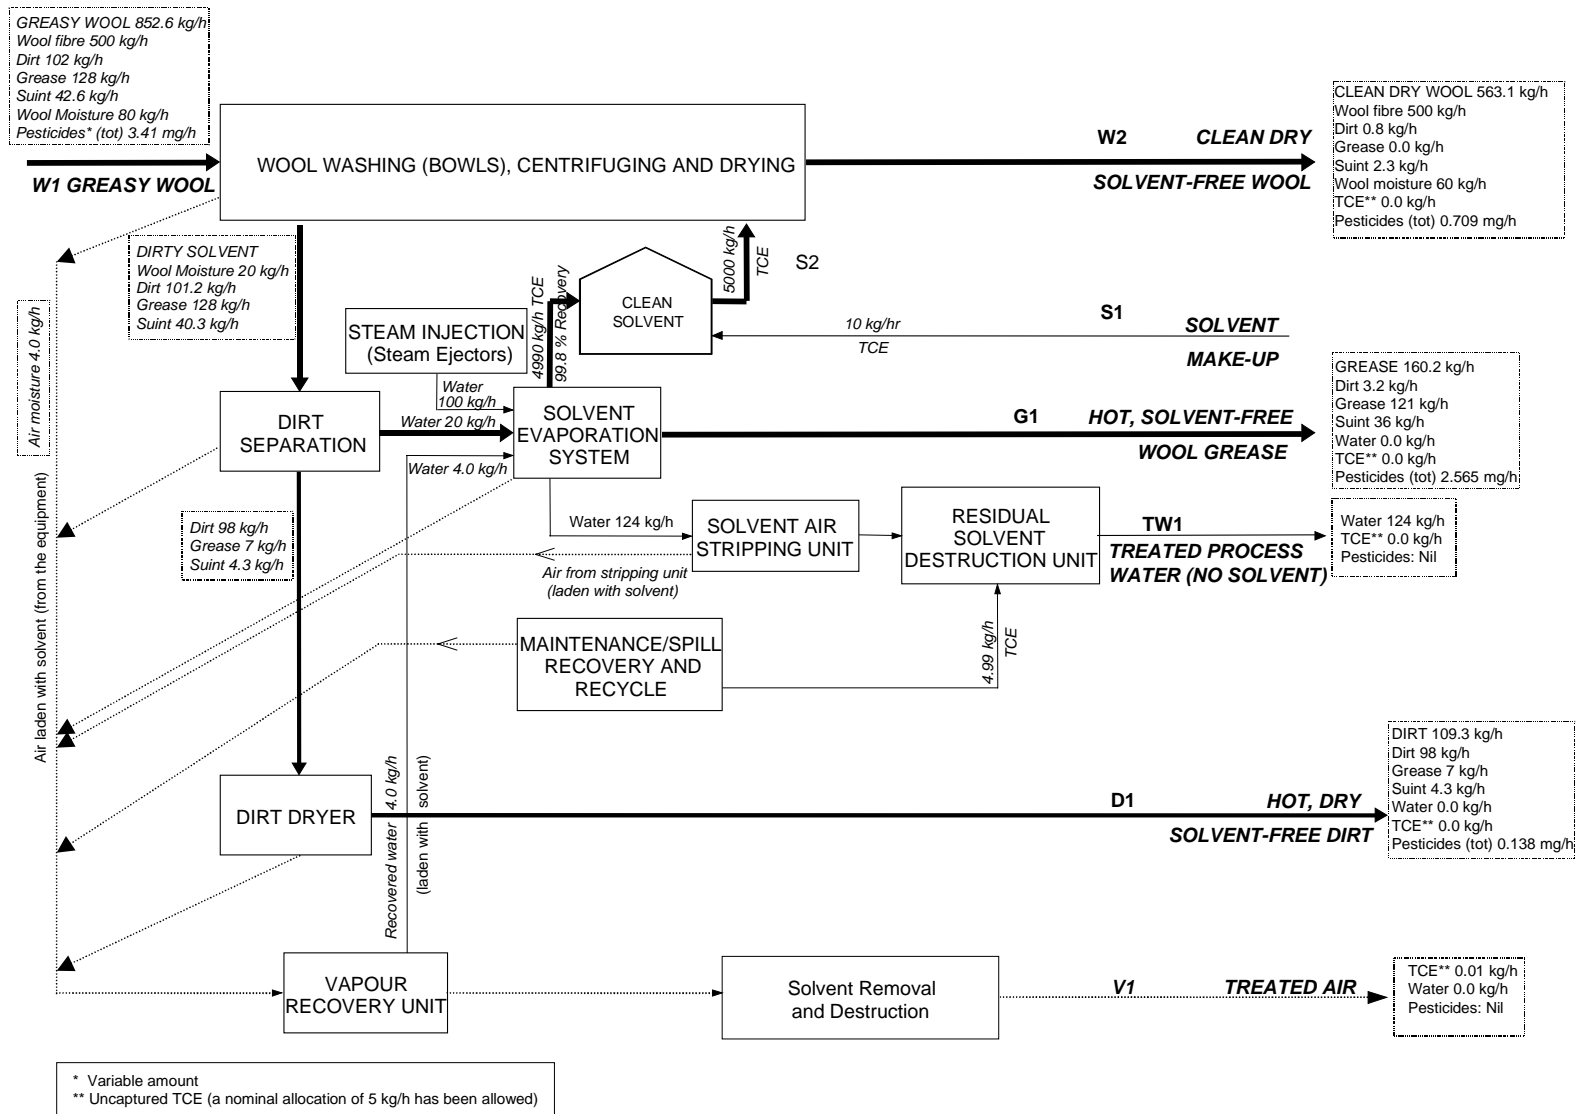 GREASY WOOL 852.6 kg/h
Wool fibre 500 kg/h
Dirt 102 kg/h
Grease 128 kg/h
Suint 42.6 kg/h
Wool Moisture 80 kg/h
Pesticides* (tot) 3.41 mg/h
W1 GREASY WOOL
WOOL WASHING (BOWLS), CENTRIFUGING AND DRYING
W2 CLEAN DRY
SOLVENT-FREE WOOL
CLEAN DRY WOOL 563.1 kg/h
Wool fibre 500 kg/h
Dirt 0.8 kg/h
Grease 0.0 kg/h
Suint 2.3 kg/h
Wool moisture 60 kg/h
TCE** 0.0 kg/h
Pesticides (tot) 0.709 mg/h
DIRTY SOLVENT
Wool Moisture 20 kg/h
Dirt 101.2 kg/h
Grease 128 kg/h
Suint 40.3 kg/h
Air moisture 4.0 kg/h
Air laden with solvent (from the equipment)
STEAM INJECTION
(Steam Ejectors)
Water
100 kg/h
4990 kg/h TCE
99.8 % Recovery
CLEAN
SOLVENT
5000 kg/h
TCE
S2
10 kg/hr
TCE
S1 SOLVENT
MAKE-UP
DIRT
SEPARATION
Water 20 kg/h
SOLVENT
EVAPORATION
SYSTEM
Water 4.0 kg/h
G1 HOT, SOLVENT-FREE
WOOL GREASE
GREASE 160.2 kg/h
Dirt 3.2 kg/h
Grease 121 kg/h
Suint 36 kg/h
Water 0.0 kg/h
TCE** 0.0 kg/h
Pesticides (tot) 2.565 mg/h
Dirt 98 kg/h
Grease 7 kg/h
Suint 4.3 kg/h
Water 124 kg/h
SOLVENT AIR
STRIPPING UNIT
Air from stripping unit
(laden with solvent)
RESIDUAL
SOLVENT
DESTRUCTION UNIT
TW1
TREATED PROCESS
WATER (NO SOLVENT)
Water 124 kg/h
TCE** 0.0 kg/h
Pesticides: Nil
MAINTENANCE/SPILL
RECOVERY AND
RECYCLE
4.99 kg/h
TCE
DIRT DRYER
Recovered water 4.0 kg/h
(laden with solvent)
D1 HOT, DRY
SOLVENT-FREE DIRT
DIRT 109.3 kg/h
Dirt 98 kg/h
Grease 7 kg/h
Suint 4.3 kg/h
Water 0.0 kg/h
TCE** 0.0 kg/h
Pesticides (tot) 0.138 mg/h
VAPOUR
RECOVERY UNIT
Solvent Removal
and Destruction
V1 TREATED AIR
TCE** 0.01 kg/h
Water 0.0 kg/h
Pesticides: Nil
* Variable amount
** Uncaptured TCE (a nominal allocation of 5 kg/h has been allowed)